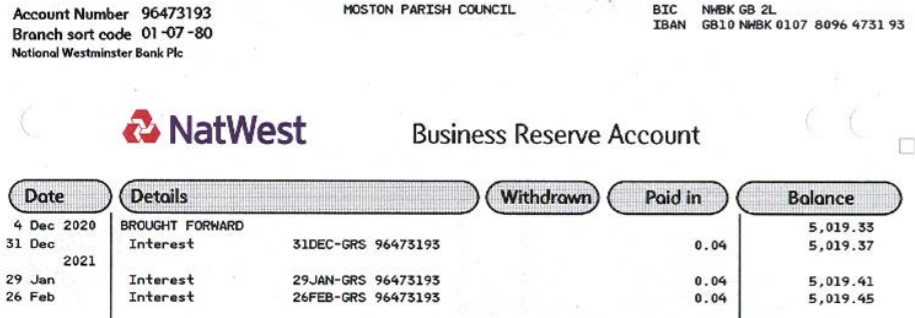 Account Number 96473193 MOSTON PARISH COUNCIL BIC NWBK GB 2L
Branch sort code 01-07-80 IBAN GB10 NWBK 0107 8096 4731 93
National Westminster Bank Plc
NatWest Business Reserve Account
Date Details Withdrawn Paid in Balance
4 Dec 2020 BROUGHT FORWARD 5,019.33
31 Dec Interest 31DEC-GRS 96473193 0.04 5,019.37
2021
29 Jan Interest 29JAN-GRS 96473193 0.04 5,019.41
26 Feb Interest 26FEB-GRS 96473193 0.04 5,019.45